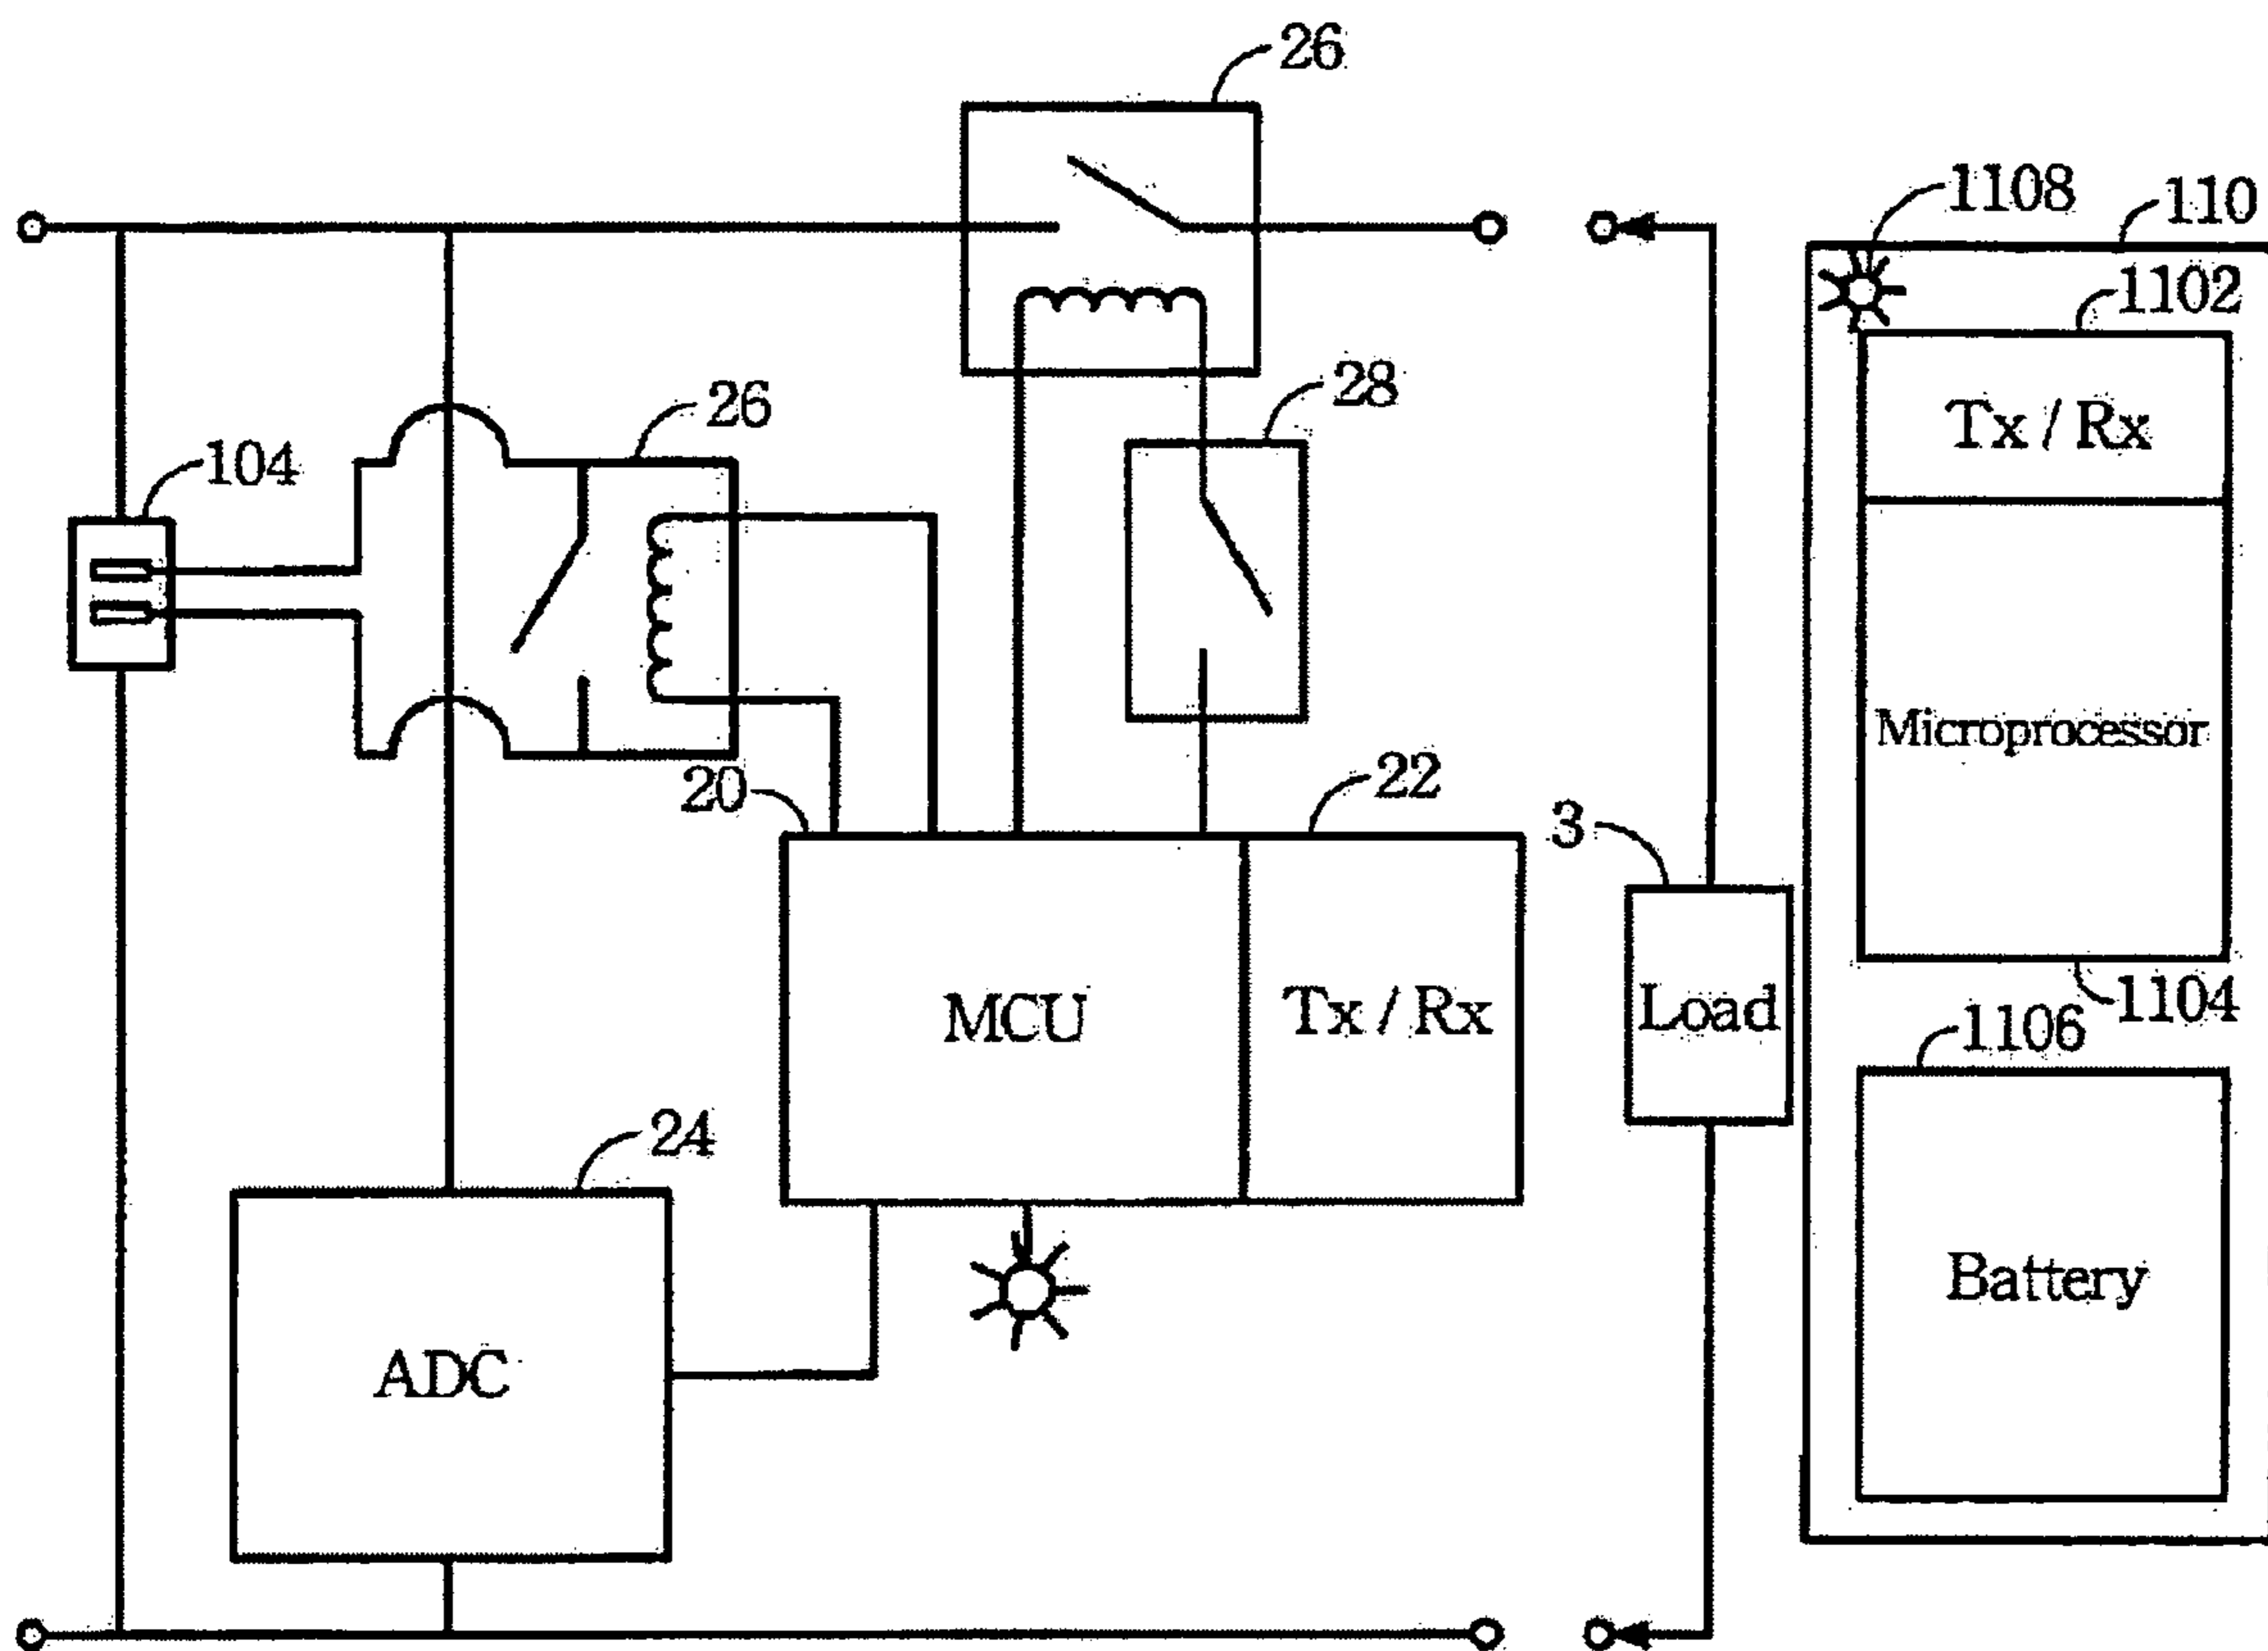 26
1108
110
1102
26
28
104
Tx / Rx
Microprocessor
20
22
3
MCU
Tx / Rx
Load
1104
1106
24
ADC
Battery